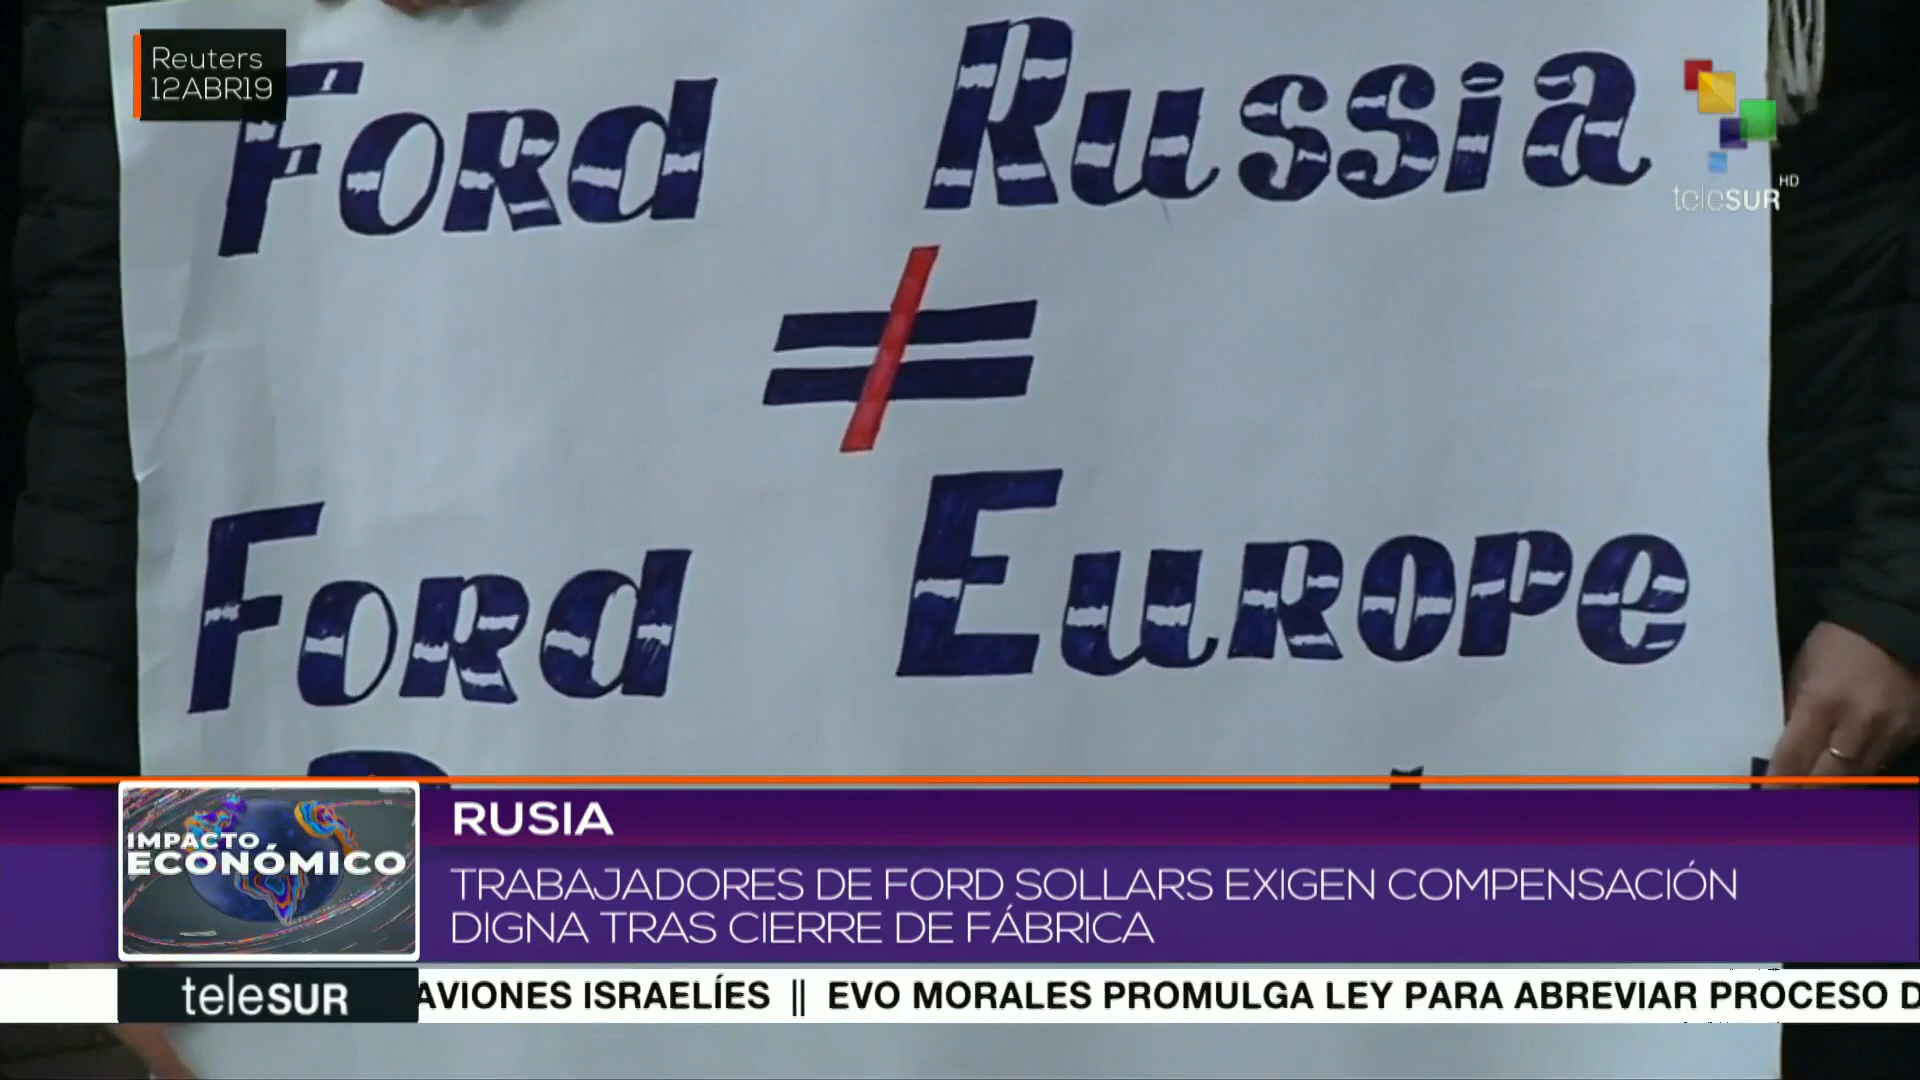 Reuters
12ABR19
Ford Russia
≠
Ford Europe
teleSUR HD
RUSIA
IMPACTO
ECONÓMICO
TRABAJADORES DE FORD SOLLARS EXIGEN COMPENSACIÓN
DIGNA TRAS CIERRE DE FÁBRICA
teleSUR
AVIONES ISRAELÍES || EVO MORALES PROMULGA LEY PARA ABREVIAR PROCESO